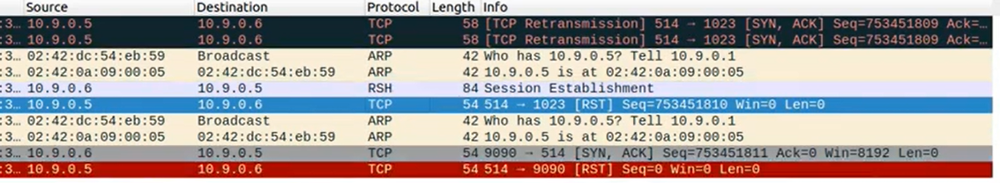 Source Destination Protocol Length Info
:3… 10.9.0.5 10.9.0.6 TCP 58 [TCP Retransmission] 514 → 1023 [SYN, ACK] Seq=753451809 Ack=…
:3… 10.9.0.5 10.9.0.6 TCP 58 [TCP Retransmission] 514 → 1023 [SYN, ACK] Seq=753451809 Ack=…
:3… 02:42:dc:54:eb:59 Broadcast ARP 42 Who has 10.9.0.5? Tell 10.9.0.1
:3… 02:42:0a:09:00:05 02:42:dc:54:eb:59 ARP 42 10.9.0.5 is at 02:42:0a:09:00:05
:3… 10.9.0.6 10.9.0.5 RSH 84 Session Establishment
:3… 10.9.0.5 10.9.0.6 TCP 54 514 → 1023 [RST] Seq=753451810 Win=0 Len=0
:3… 02:42:dc:54:eb:59 Broadcast ARP 42 Who has 10.9.0.5? Tell 10.9.0.1
:3… 02:42:0a:09:00:05 02:42:dc:54:eb:59 ARP 42 10.9.0.5 is at 02:42:0a:09:00:05
:3… 10.9.0.6 10.9.0.5 TCP 54 9090 → 514 [SYN, ACK] Seq=753451811 Ack=0 Win=8192 Len=0
:3… 10.9.0.5 10.9.0.6 TCP 54 514 → 9090 [RST] Seq=0 Win=0 Len=0